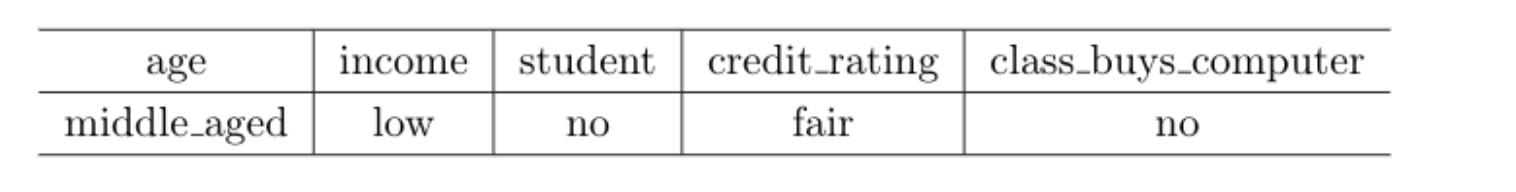 age income student credit_rating class_buys_computer
middle_aged low no fair no